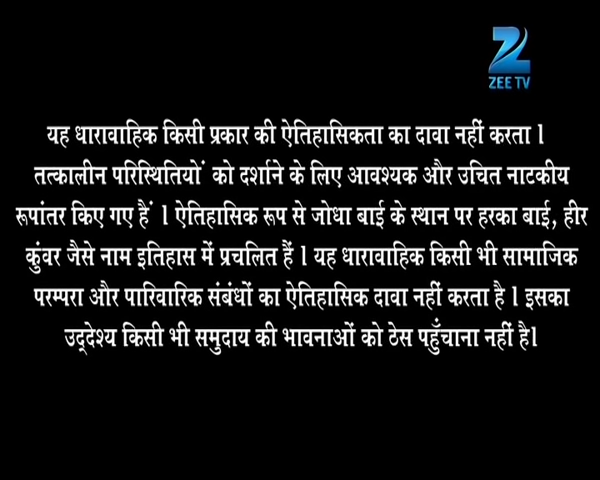 ZEE TV
यह धारावाहिक किसी प्रकार की ऐतिहासिकता का दावा नहीं करता।
तत्कालीन परिस्थितियों को दर्शाने के लिए आवश्यक और उचित नाटकीय
रूपांतर किए गए हैं । ऐतिहासिक रूप से जोधा बाई के स्थान पर हरका बाई, हीर
कुंवर जैसे नाम इतिहास में प्रचलित हैं । यह धारावाहिक किसी भी सामाजिक
परम्परा और पारिवारिक संबंधों का ऐतिहासिक दावा नहीं करता है । इसका
उद्देश्य किसी भी समुदाय की भावनाओं को ठेस पहुँचाना नहीं है।